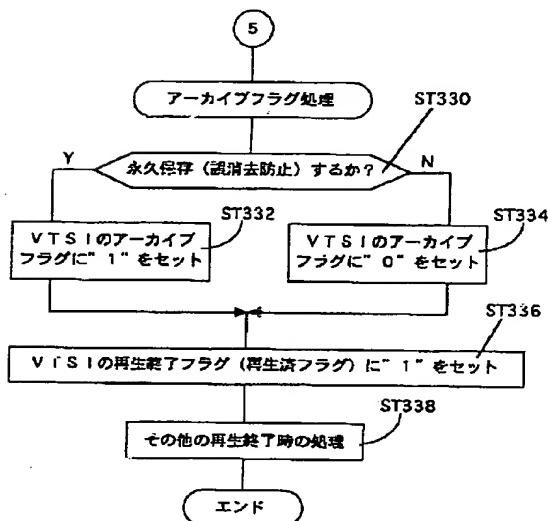 5
アーカイブフラグ処理
ST330
Y
永久保存(誤消去防止)するか?
N
ST332
ST334
VTSIのアーカイブ
フラグに"1"をセット
VTSIのアーカイブ
フラグに"0"をセット
ST336
VTSIの再生終了フラグ(再生済フラグ)に"1"をセット
ST338
その他の再生終了時の処理
エンド